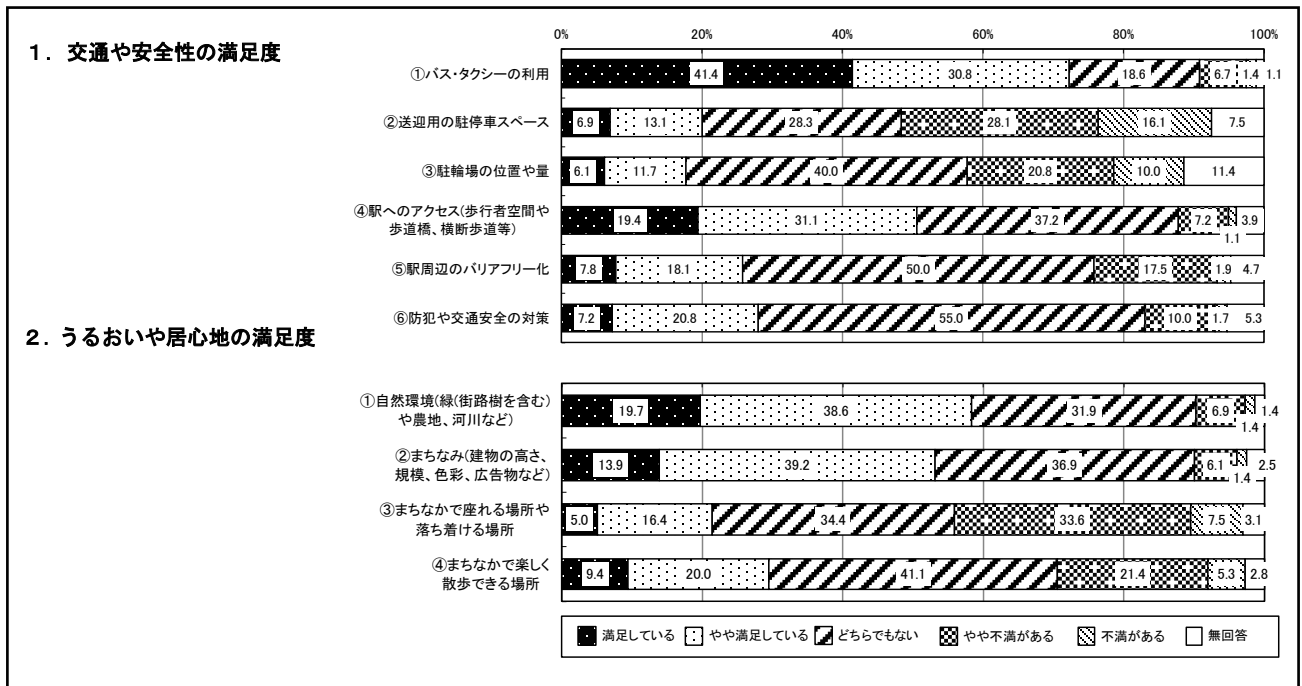 １．交通や安全性の満足度
0% 20% 40% 60% 80% 100%
①バス・タクシーの利用 41.4 30.8 18.6 6.7 1.4 1.1
②送迎用の駐停車スペース 6.9 13.1 28.3 28.1 16.1 7.5
③駐輪場の位置や量 6.1 11.7 40.0 20.8 10.0 11.4
④駅へのアクセス(歩行者空間や
歩道橋、横断歩道等) 19.4 31.1 37.2 7.2 1.1 3.9
⑤駅周辺のバリアフリー化 7.8 18.1 50.0 17.5 1.9 4.7
⑥防犯や交通安全の対策 7.2 20.8 55.0 10.0 1.7 5.3
２．うるおいや居心地の満足度
①自然環境(緑(街路樹を含む)
や農地、河川など) 19.7 38.6 31.9 6.9 1.4 1.4
②まちなみ(建物の高さ、
規模、色彩、広告物など) 13.9 39.2 36.9 6.1 1.4 2.5
③まちなかで座れる場所や
落ち着ける場所 5.0 16.4 34.4 33.6 7.5 3.1
④まちなかで楽しく
散歩できる場所 9.4 20.0 41.1 21.4 5.3 2.8
満足している やや満足している どちらでもない やや不満がある 不満がある 無回答